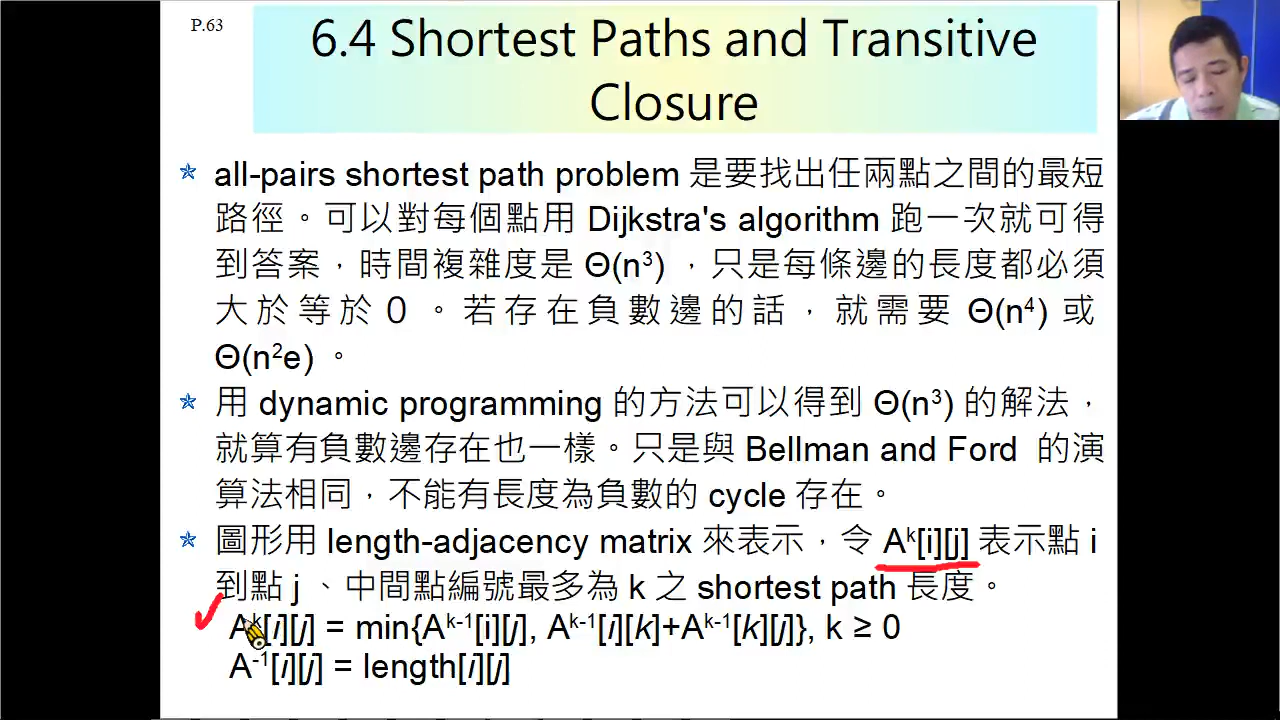 P.63
6.4 Shortest Paths and Transitive
Closure
all-pairs shortest path problem 是要找出任兩點之間的最短
路徑。可以對每個點用 Dijkstra's algorithm 跑一次就可得
到答案，時間複雜度是 Θ(n³) ，只是每條邊的長度都必須
大於等於 0 。若存在負數邊的話，就需要 Θ(n⁴) 或
Θ(n²e) 。
用 dynamic programming 的方法可以得到 Θ(n³) 的解法，
就算有負數邊存在也一樣。只是與 Bellman and Ford 的演
算法相同，不能有長度為負數的 cycle 存在。
圖形用 length-adjacency matrix 來表示，令 Aᵏ[i][j] 表示點 i
到點 j 、中間點編號最多為 k 之 shortest path 長度。
Aᵏ[i][j] = min{Aᵏ⁻¹[i][j], Aᵏ⁻¹[i][k]+Aᵏ⁻¹[k][j]}, k ≥ 0
A⁻¹[i][j] = length[i][j]